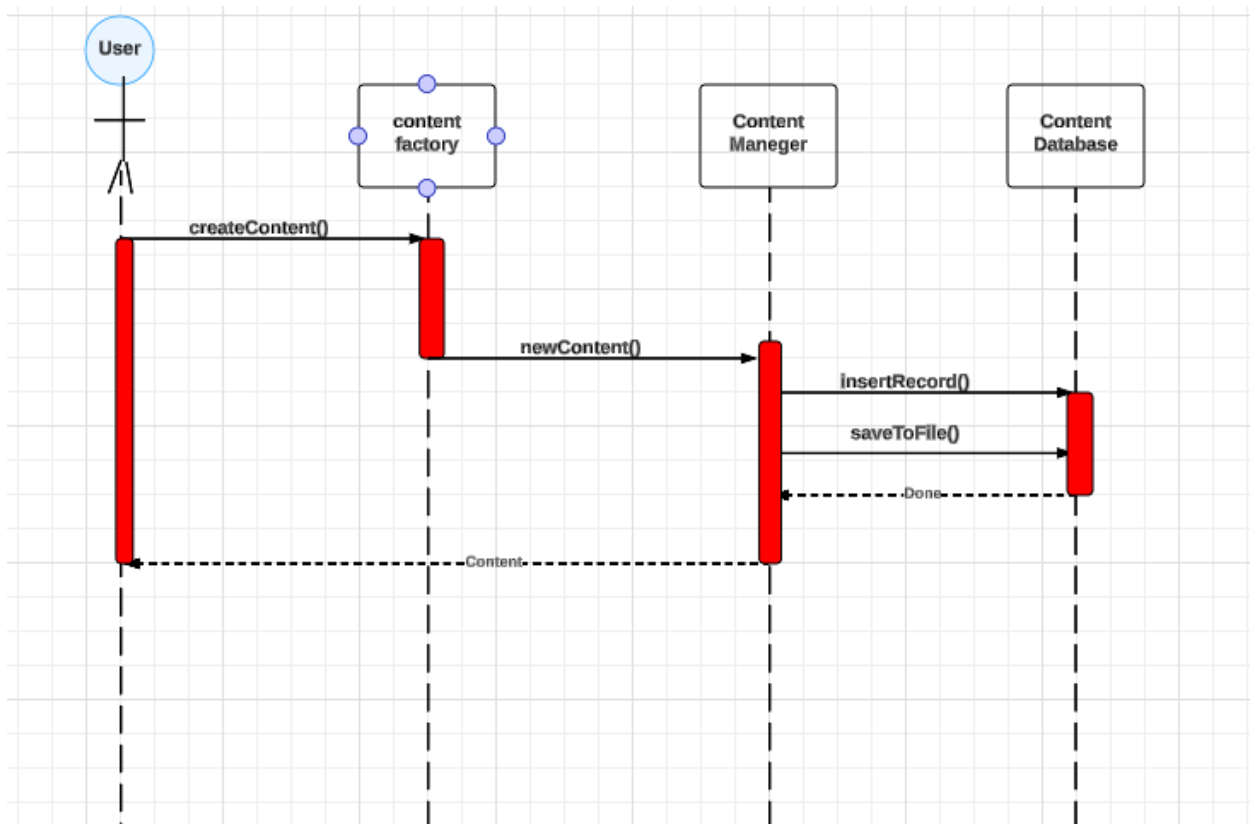 User
content
factory
Content
Maneger
Content
Database
createContent()
newContent()
insertRecord()
saveToFile()
Done
Content